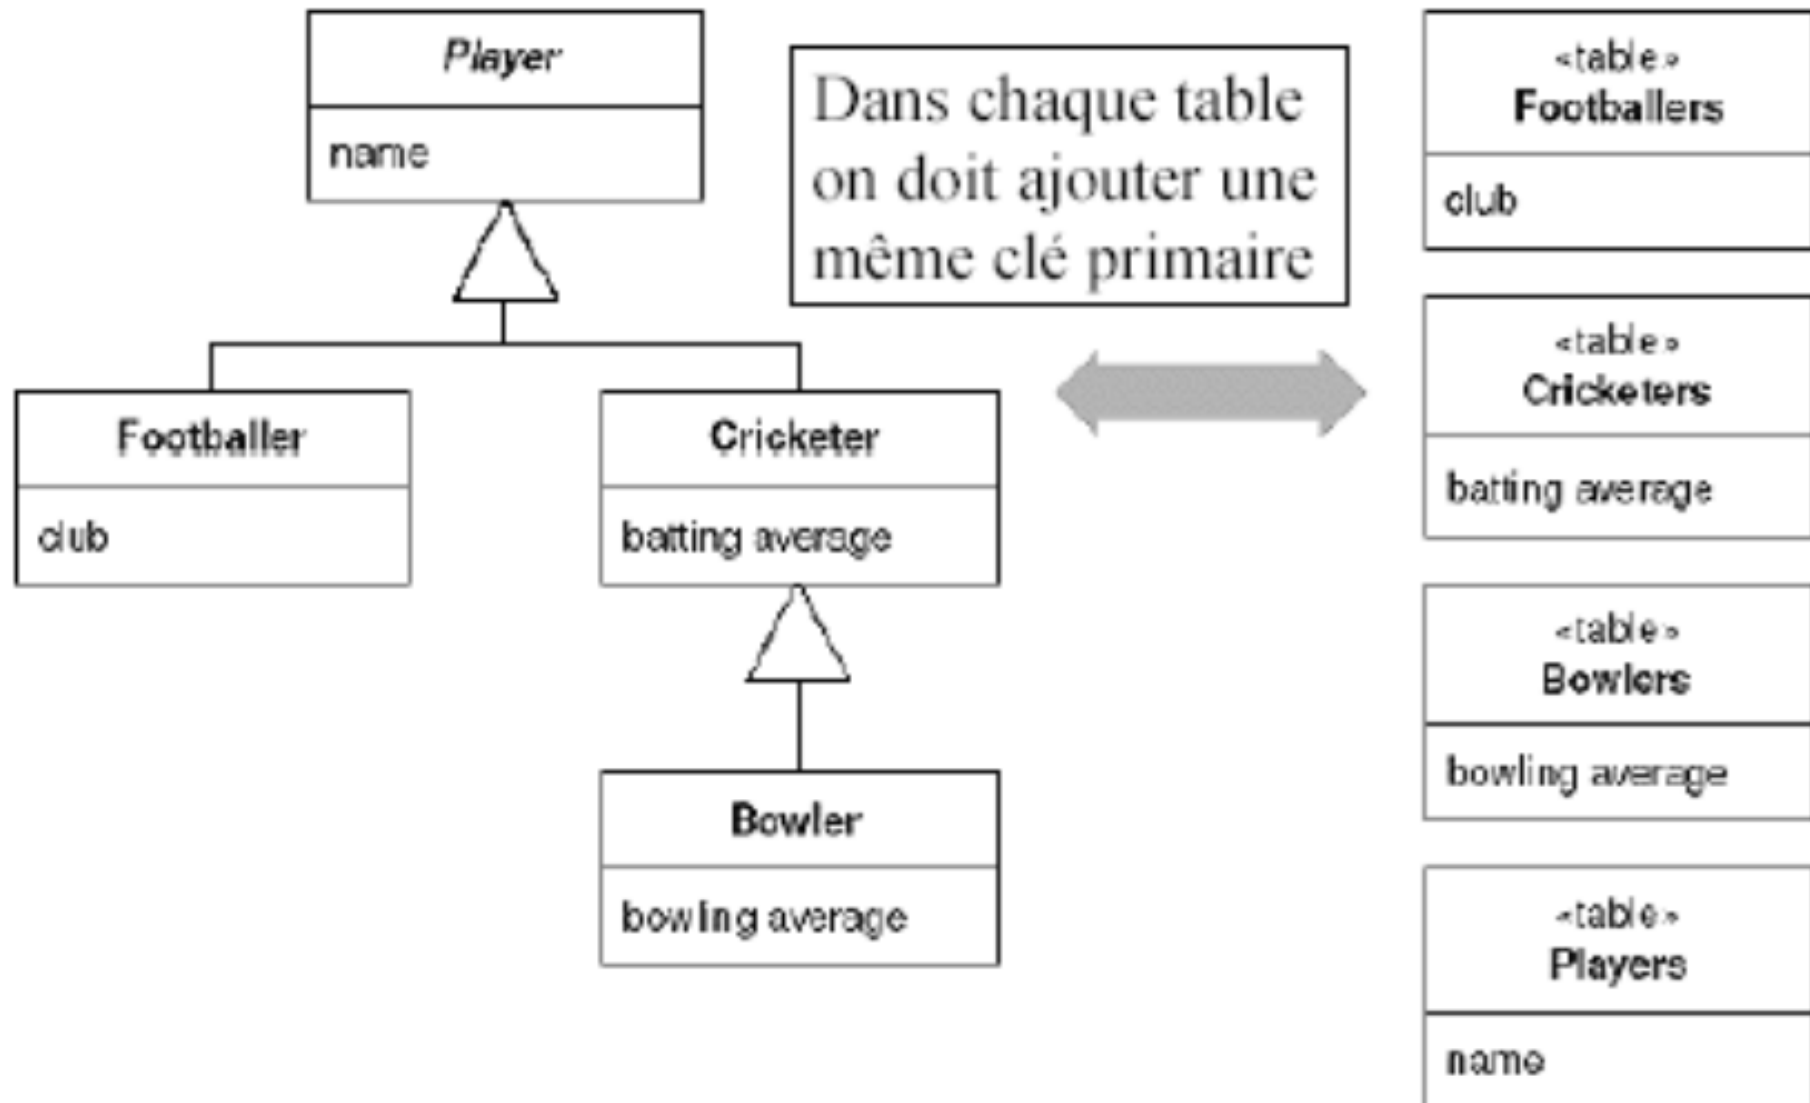 Player
name
Dans chaque table
on doit ajouter une
même clé primaire
Footballer
club
Cricketer
batting average
Bowler
bowling average
«table»
Footballers
club
«table»
Cricketers
batting average
«table»
Bowlers
bowling average
«table»
Players
name